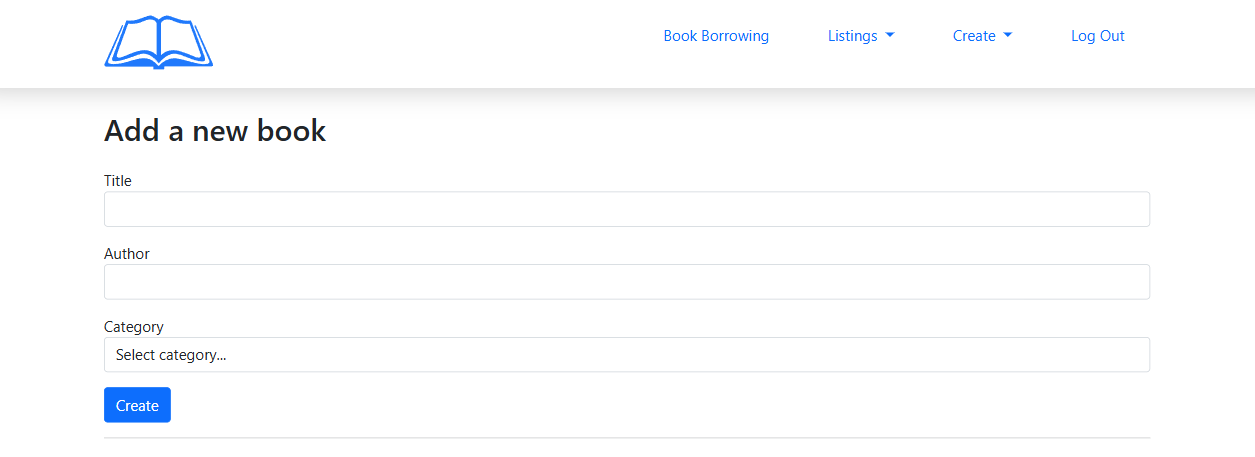 Book Borrowing Listings Create Log Out
Add a new book
Title
Author
Category
Select category...
Create